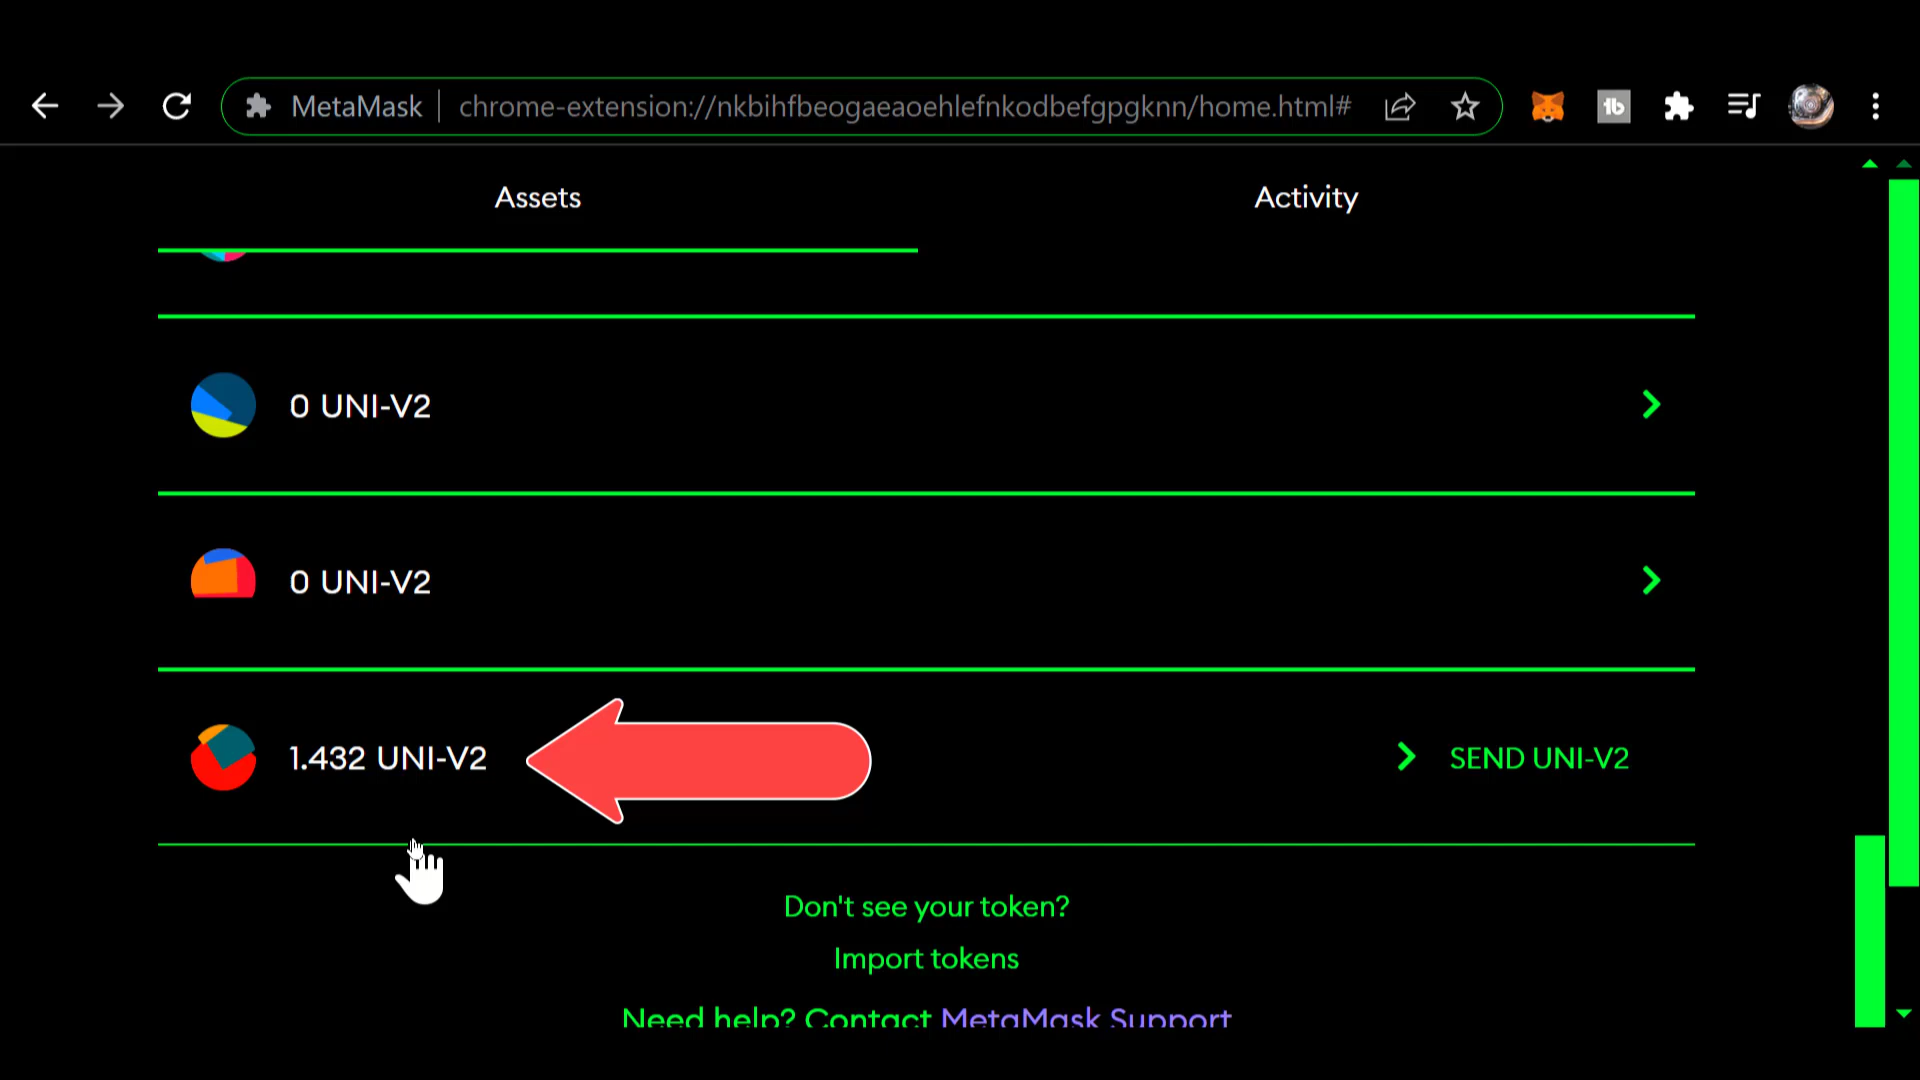 MetaMask chrome-extension://nkbihfbeogaeaoehlefnkodbefgpgknn/home.html#
tb
Assets Activity
0 UNI-V2
0 UNI-V2
1.432 UNI-V2 SEND UNI-V2
Don't see your token?
Import tokens
Need help? Contact MetaMask Support